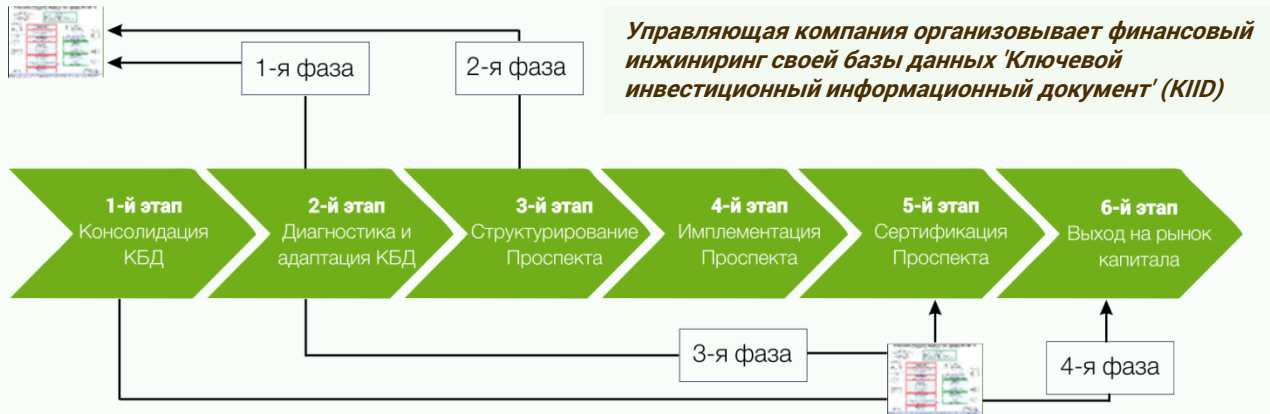 1-я фаза
2-я фаза
Управляющая компания организовывает финансовый
инжиниринг своей базы данных 'Ключевой
инвестиционный информационный документ' (KIID)
1-й этап
Консолидация
КБД
2-й этап
Диагностика и
адаптация КБД
3-й этап
Структурирование
Проспекта
4-й этап
Имплементация
Проспекта
5-й этап
Сертификация
Проспекта
6-й этап
Выход на рынок
капитала
3-я фаза
4-я фаза